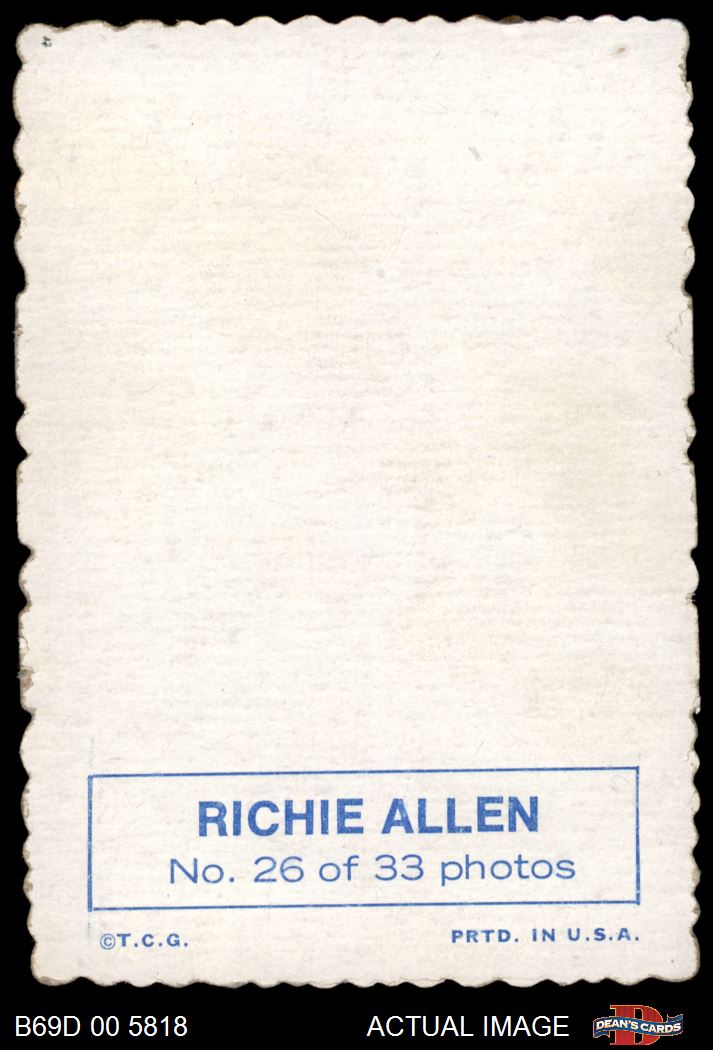 RICHIE ALLEN
No. 26 of 33 photos
©T.C.G. PRTD. IN U.S.A.
B69D 00 5818 ACTUAL IMAGE DEAN'S CARDS